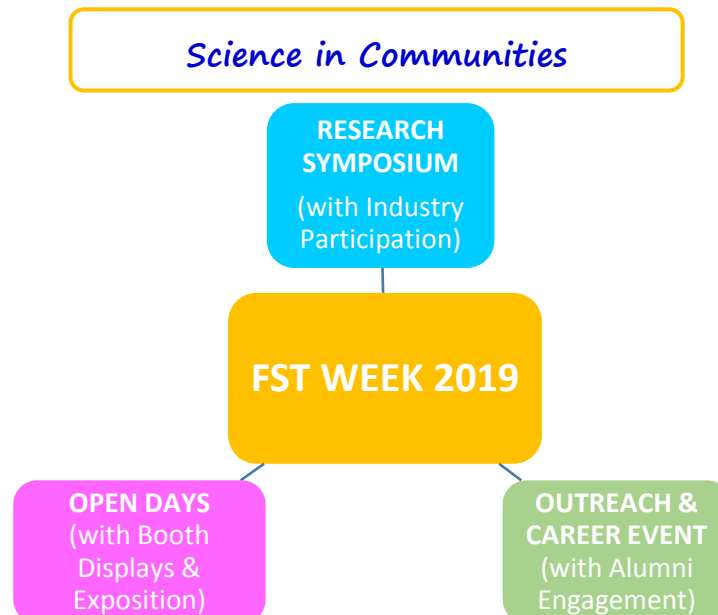 Science in Communities
RESEARCH
SYMPOSIUM
(with Industry
Participation)
FST WEEK 2019
OPEN DAYS
(with Booth
Displays &
Exposition)
OUTREACH &
CAREER EVENT
(with Alumni
Engagement)